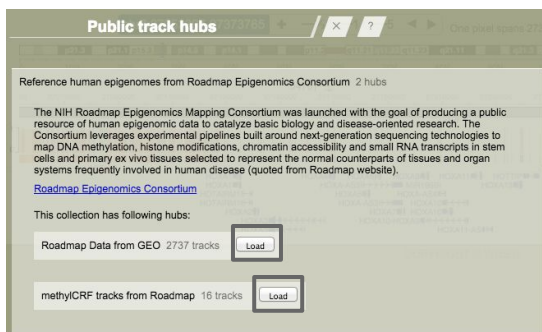 Public track hubs
×
?
One pixel spans
Reference human epigenomes from Roadmap Epigenomics Consortium 2 hubs
The NIH Roadmap Epigenomics Mapping Consortium was launched with the goal of producing a public
resource of human epigenomic data to catalyze basic biology and disease-oriented research. The
Consortium leverages experimental pipelines built around next-generation sequencing technologies to
map DNA methylation, histone modifications, chromatin accessibility and small RNA transcripts in stem
cells and primary ex vivo tissues selected to represent the normal counterparts of tissues and organ
systems frequently involved in human disease (quoted from Roadmap website).
Roadmap Epigenomics Consortium
This collection has following hubs:
Roadmap Data from GEO 2737 tracks Load
methylCRF tracks from Roadmap 16 tracks Load